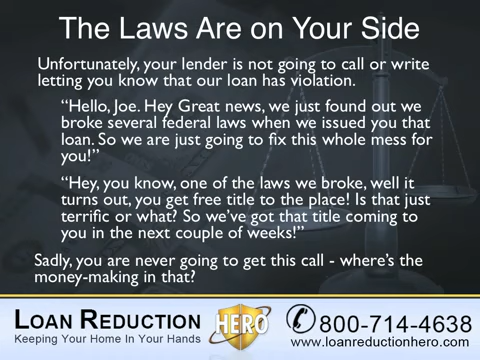 The Laws Are on Your Side
Unfortunately, your lender is not going to call or write
letting you know that our loan has violation.
“Hello, Joe. Hey Great news, we just found out we
broke several federal laws when we issued you that
loan. So we are just going to fix this whole mess for
you!”
“Hey, you know, one of the laws we broke, well it
turns out, you get free title to the place! Is that just
terrific or what? So we’ve got that title coming to
you in the next couple of weeks!”
Sadly, you are never going to get this call - where’s the
money-making in that?
LOAN REDUCTION HERO
Keeping Your Home In Your Hands
800-714-4638
www.loanreductionhero.com